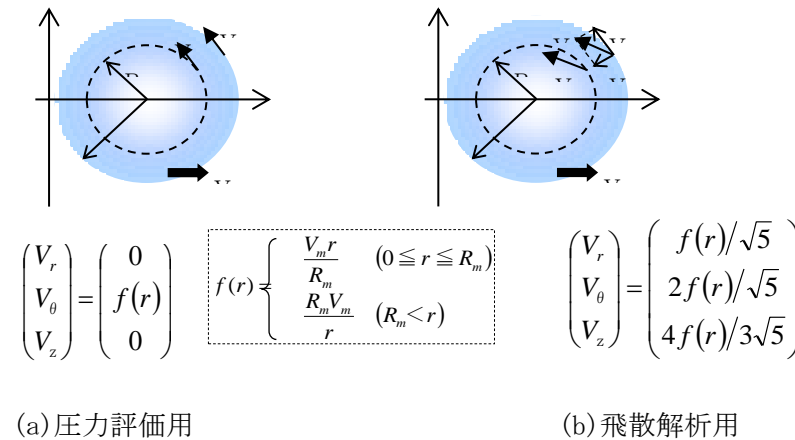 (V_r V_θ V_z) = (0 f(r) 0)
f(r) = { V_m r / R_m (0≦r≦R_m)
R_m V_m / r (R_m<r)
(V_r V_θ V_z) = (f(r)/√5 2f(r)/√5 4f(r)/3√5)
(a)圧力評価用
(b)飛散解析用